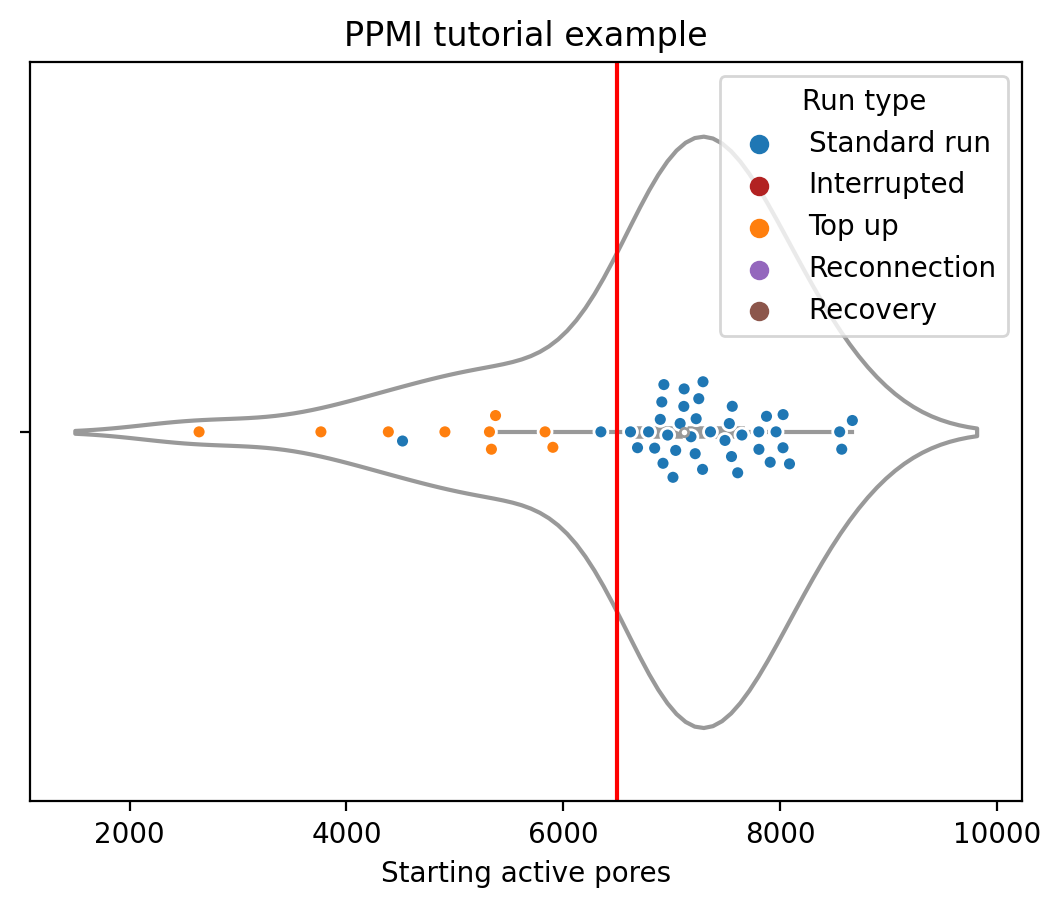 PPMI tutorial example
Run type
Standard run
Interrupted
Top up
Reconnection
Recovery
2000 4000 6000 8000 10000
Starting active pores